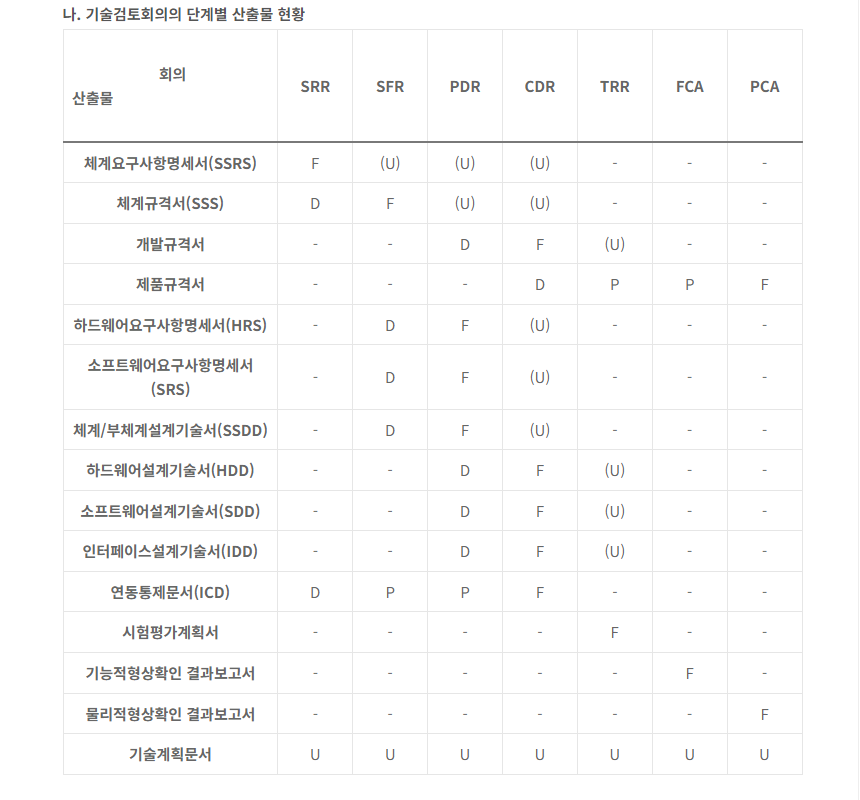 나. 기술검토회의의 단계별 산출물 현황
회의
산출물 SRR SFR PDR CDR TRR FCA PCA
체계요구사항명세서(SSRS) F (U) (U) (U) - - -
체계규격서(SSS) D F (U) (U) - - -
개발규격서 - - D F (U) - -
제품규격서 - - - D P P F
하드웨어요구사항명세서(HRS) - D F (U) - - -
소프트웨어요구사항명세서
(SRS) - D F (U) - - -
체계/부체계설계기술서(SSDD) - D F (U) - - -
하드웨어설계기술서(HDD) - - D F (U) - -
소프트웨어설계기술서(SDD) - - D F (U) - -
인터페이스설계기술서(IDD) - - D F (U) - -
연동통제문서(ICD) D P P F - - -
시험평가계획서 - - - - F - -
기능적형상확인 결과보고서 - - - - - F -
물리적형상확인 결과보고서 - - - - - - F
기술계획문서 U U U U U U U